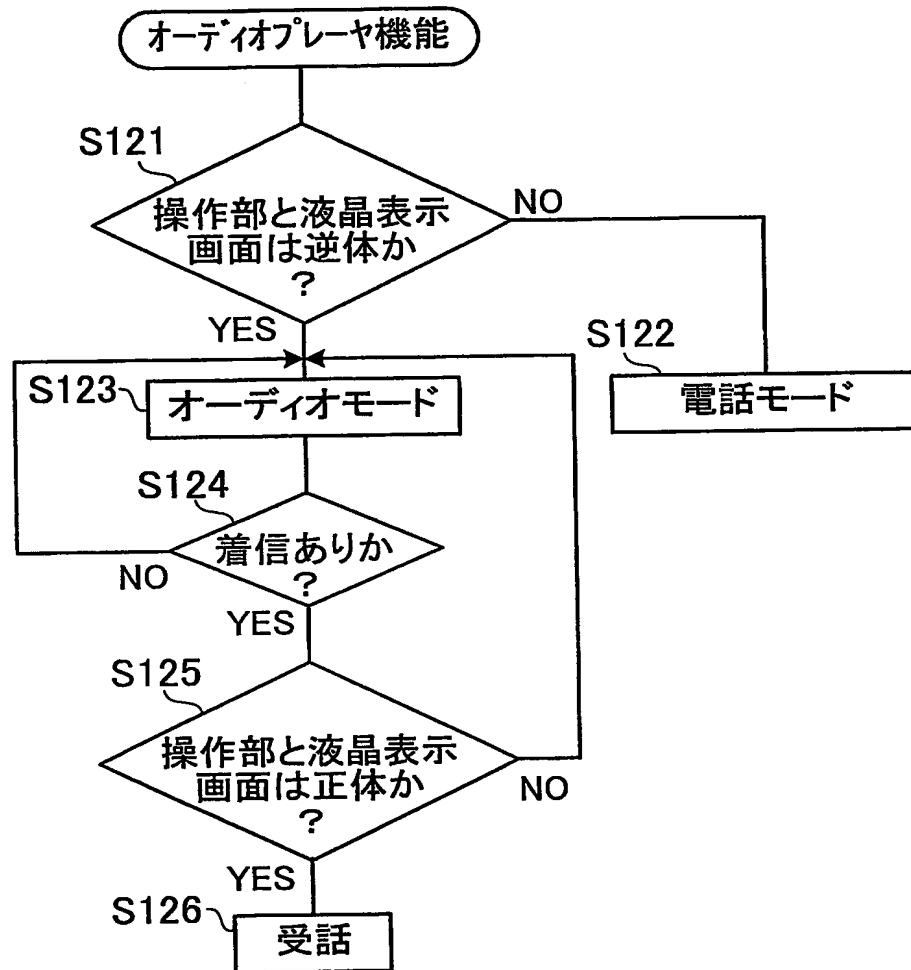 オーディオプレーヤ機能
S121
操作部と液晶表示
画面は逆体か
?
NO
YES
S122
電話モード
S123
オーディオモード
S124
着信ありか
?
NO
YES
S125
操作部と液晶表示
画面は正体か
?
NO
YES
S126
受話